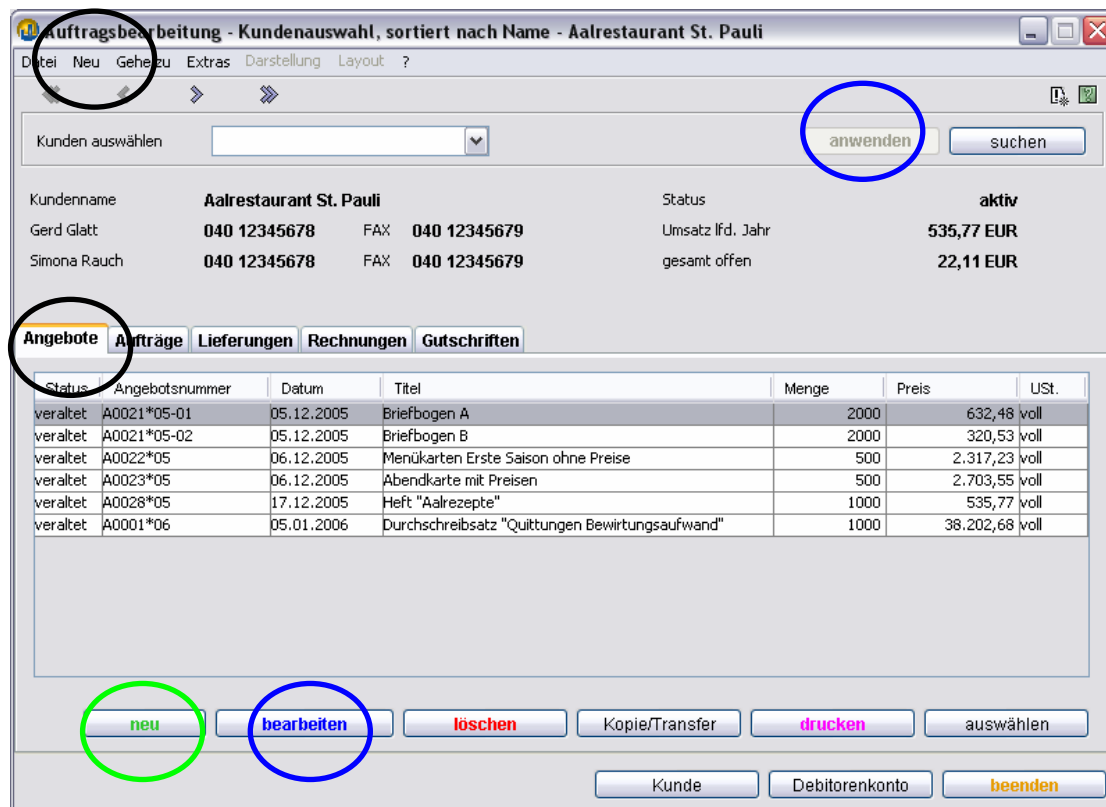 Auftragsbearbeitung - Kundenauswahl, sortiert nach Name - Aalrestaurant St. Pauli
Datei Neu Gehe zu Extras Darstellung Layout ?
Kunden auswählen anwenden suchen
Kundenname Aalrestaurant St. Pauli Status aktiv
Gerd Glatt 040 12345678 FAX 040 12345679 Umsatz lfd. Jahr 535,77 EUR
Simona Rauch 040 12345678 FAX 040 12345679 gesamt offen 22,11 EUR
Angebote Aufträge Lieferungen Rechnungen Gutschriften
Status Angebotsnummer Datum Titel Menge Preis USt.
veraltet A0021*05-01 05.12.2005 Briefbogen A 2000 632,48 voll
veraltet A0021*05-02 05.12.2005 Briefbogen B 2000 320,53 voll
veraltet A0022*05 06.12.2005 Menükarten Erste Saison ohne Preise 500 2.317,23 voll
veraltet A0023*05 06.12.2005 Abendkarte mit Preisen 500 2.703,55 voll
veraltet A0028*05 17.12.2005 Heft "Aalrezepte" 1000 535,77 voll
veraltet A0001*06 05.01.2006 Durchschreibsatz "Quittungen Bewirtungsaufwand" 1000 38.202,68 voll
neu bearbeiten löschen Kopie/Transfer drucken auswählen
Kunde Debitorenkonto beenden